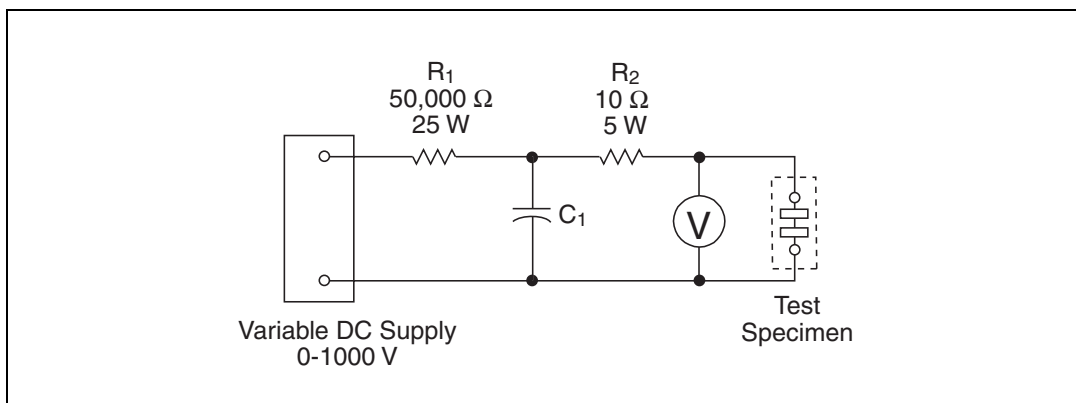 R₁
50,000 Ω
25 W
R₂
10 Ω
5 W
C₁
V
Test
Specimen
Variable DC Supply
0-1000 V